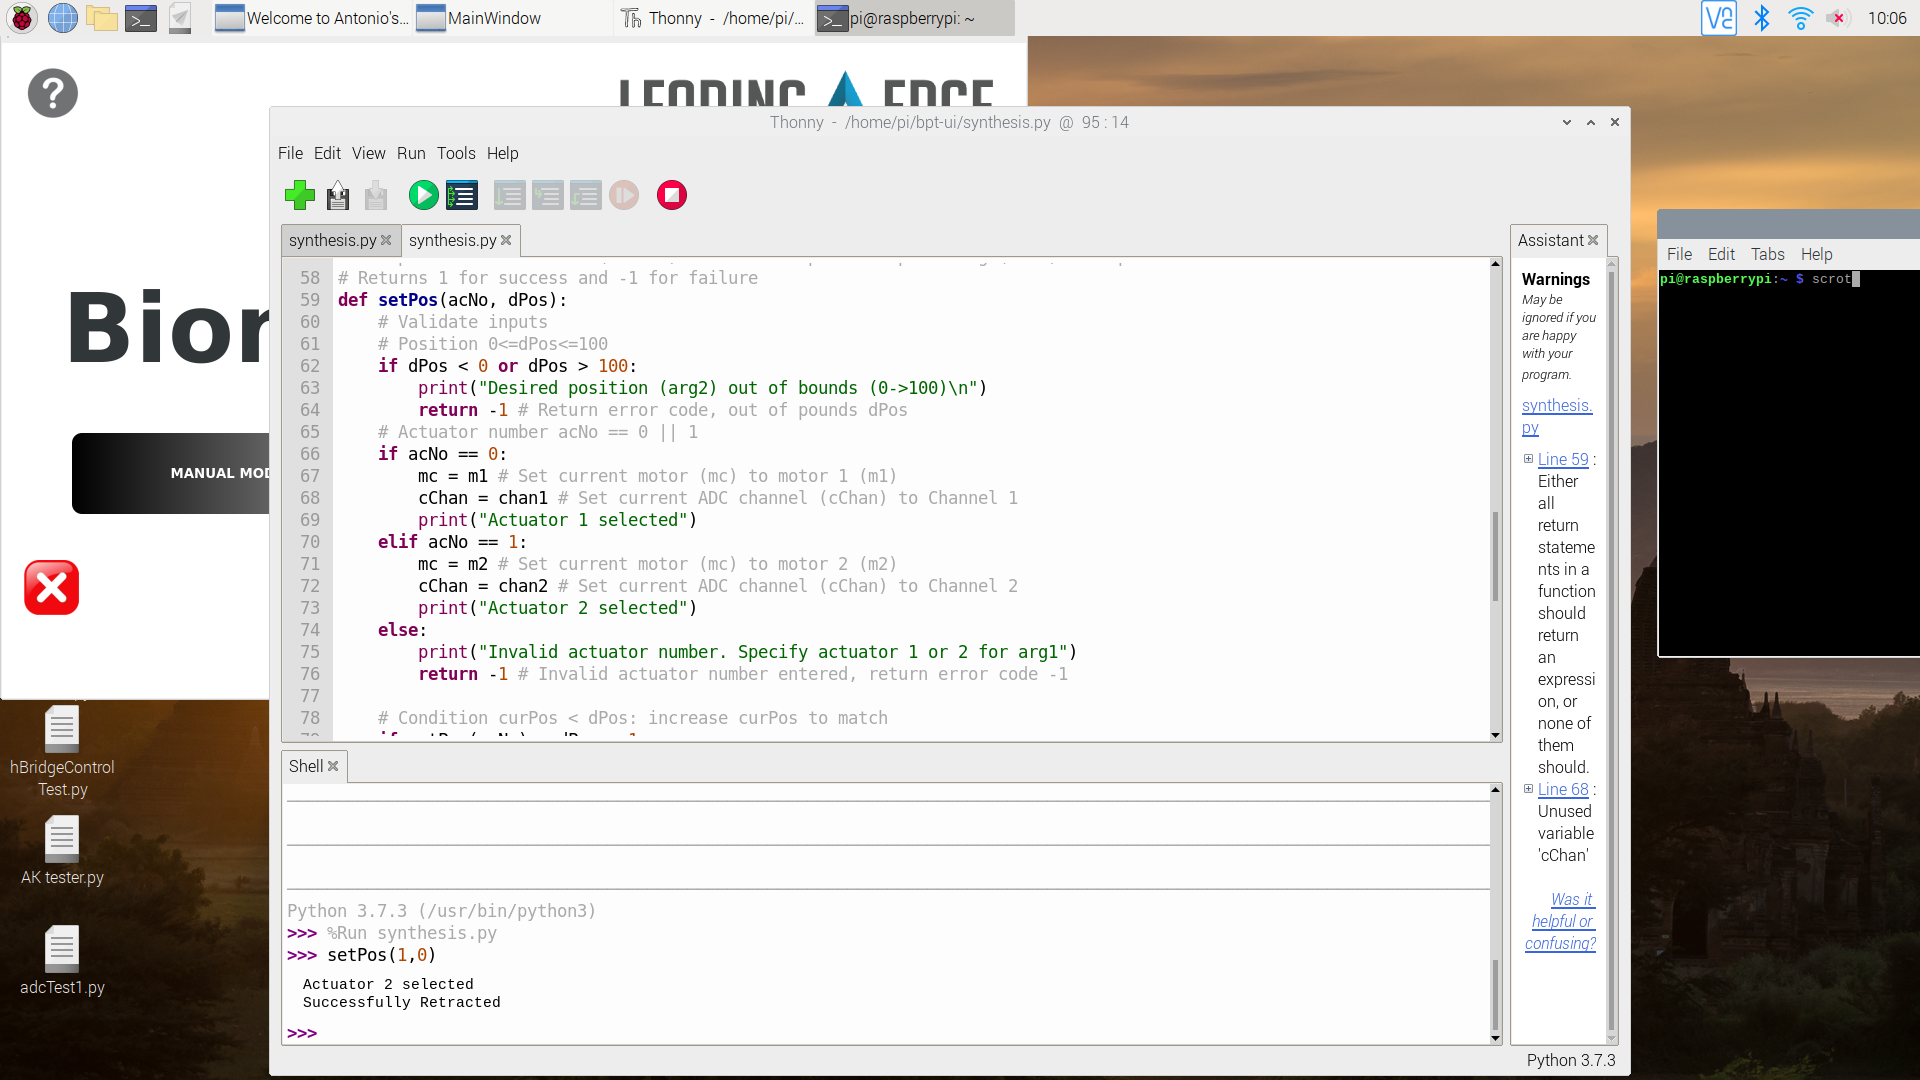 Welcome to Antonio's...
MainWindow
Thonny - /home/pi/...
pi@raspberrypi: ~
10:06
LEADING EDGE
Thonny - /home/pi/bpt-ui/synthesis.py @ 95 : 14
File Edit View Run Tools Help
synthesis.py
synthesis.py
58 # Returns 1 for success and -1 for failure
59 def setPos(acNo, dPos):
60     # Validate inputs
61     # Position 0<=dPos<=100
62     if dPos < 0 or dPos > 100:
63         print("Desired position (arg2) out of bounds (0->100)\n")
64         return -1 # Return error code, out of pounds dPos
65     # Actuator number acNo == 0 || 1
66     if acNo == 0:
67         mc = m1 # Set current motor (mc) to motor 1 (m1)
68         cChan = chan1 # Set current ADC channel (cChan) to Channel 1
69         print("Actuator 1 selected")
70     elif acNo == 1:
71         mc = m2 # Set current motor (mc) to motor 2 (m2)
72         cChan = chan2 # Set current ADC channel (cChan) to Channel 2
73         print("Actuator 2 selected")
74     else:
75         print("Invalid actuator number. Specify actuator 1 or 2 for arg1")
76         return -1 # Invalid actuator number entered, return error code -1
77
78     # Condition curPos < dPos: increase curPos to match
Shell
Python 3.7.3 (/usr/bin/python3)
>>> %Run synthesis.py
>>> setPos(1,0)
Actuator 2 selected
Successfully Retracted
>>>
Assistant
Warnings
May be
ignored if you
are happy
with your
program.
synthesis.
py
Line 59 :
Either
all
return
stateme
nts in a
function
should
return
an
expressi
on, or
none of
them
should.
Line 68 :
Unused
variable
'cChan'
Was it
helpful or
confusing?
Python 3.7.3
Bion
MANUAL MOD
hBridgeControl
Test.py
AK tester.py
adcTest1.py
File Edit Tabs Help
pi@raspberrypi:~ $ scrot